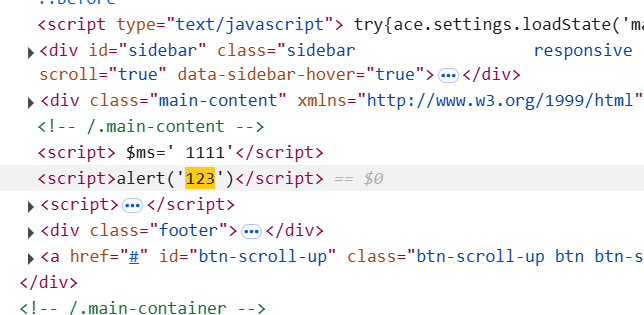 ::before
<script type="text/javascript"> try{ace.settings.loadState('ma
<div id="sidebar" class="sidebar responsive
scroll="true" data-sidebar-hover="true">…</div>
<div class="main-content" xmlns="http://www.w3.org/1999/html"
<!-- /.main-content -->
<script> $ms=' 1111'</script>
<script>alert('123')</script> == $0
<script>…</script>
<div class="footer">…</div>
<a href="#" id="btn-scroll-up" class="btn-scroll-up btn btn-s
</div>
<!-- /.main-container -->